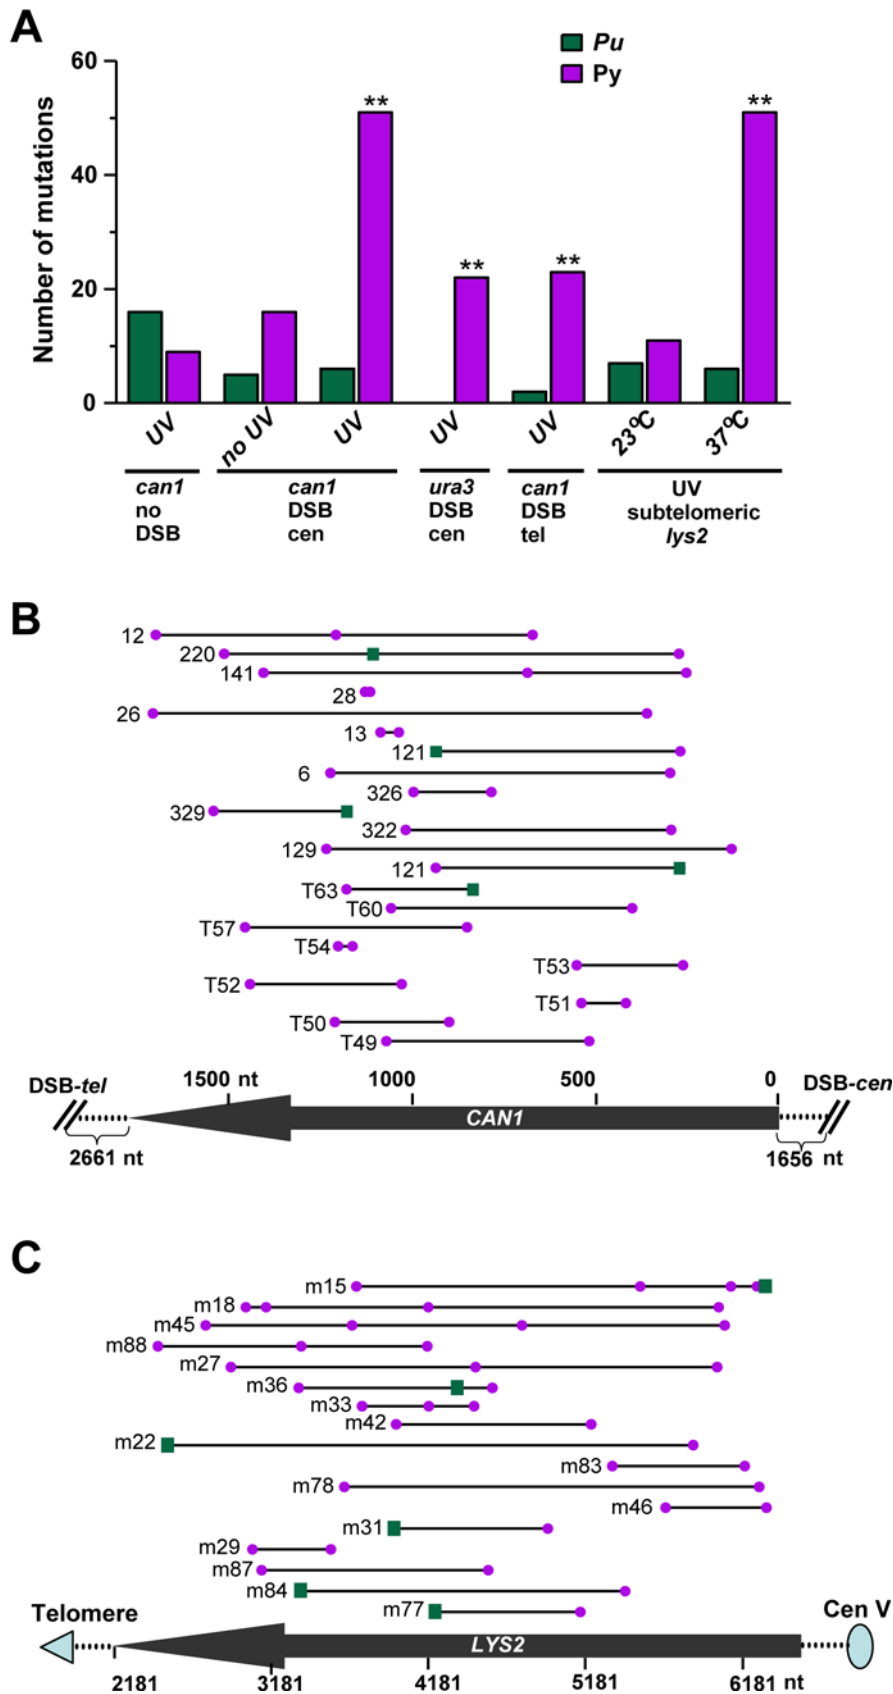 A
Pu
Py
Number of mutations
60
40
20
0
** ** ** **
UV no UV UV UV UV 23°C 37°C
can1 no DSB
can1 DSB cen
ura3 DSB cen
can1 DSB tel
UV subtelomeric lys2
B
12
220
141
28
26
13
121
6
326
329
322
129
121
T63
T60
T57
T54
T53
T52
T51
T50
T49
1500 nt 1000 500 0
DSB-tel DSB-cen
CAN1
2661 nt 1656 nt
C
m15
m18
m45
m88
m27
m36
m33
m42
m22
m83
m78
m46
m31
m29
m87
m84
m77
Telomere Cen V
LYS2
2181 3181 4181 5181 6181 nt